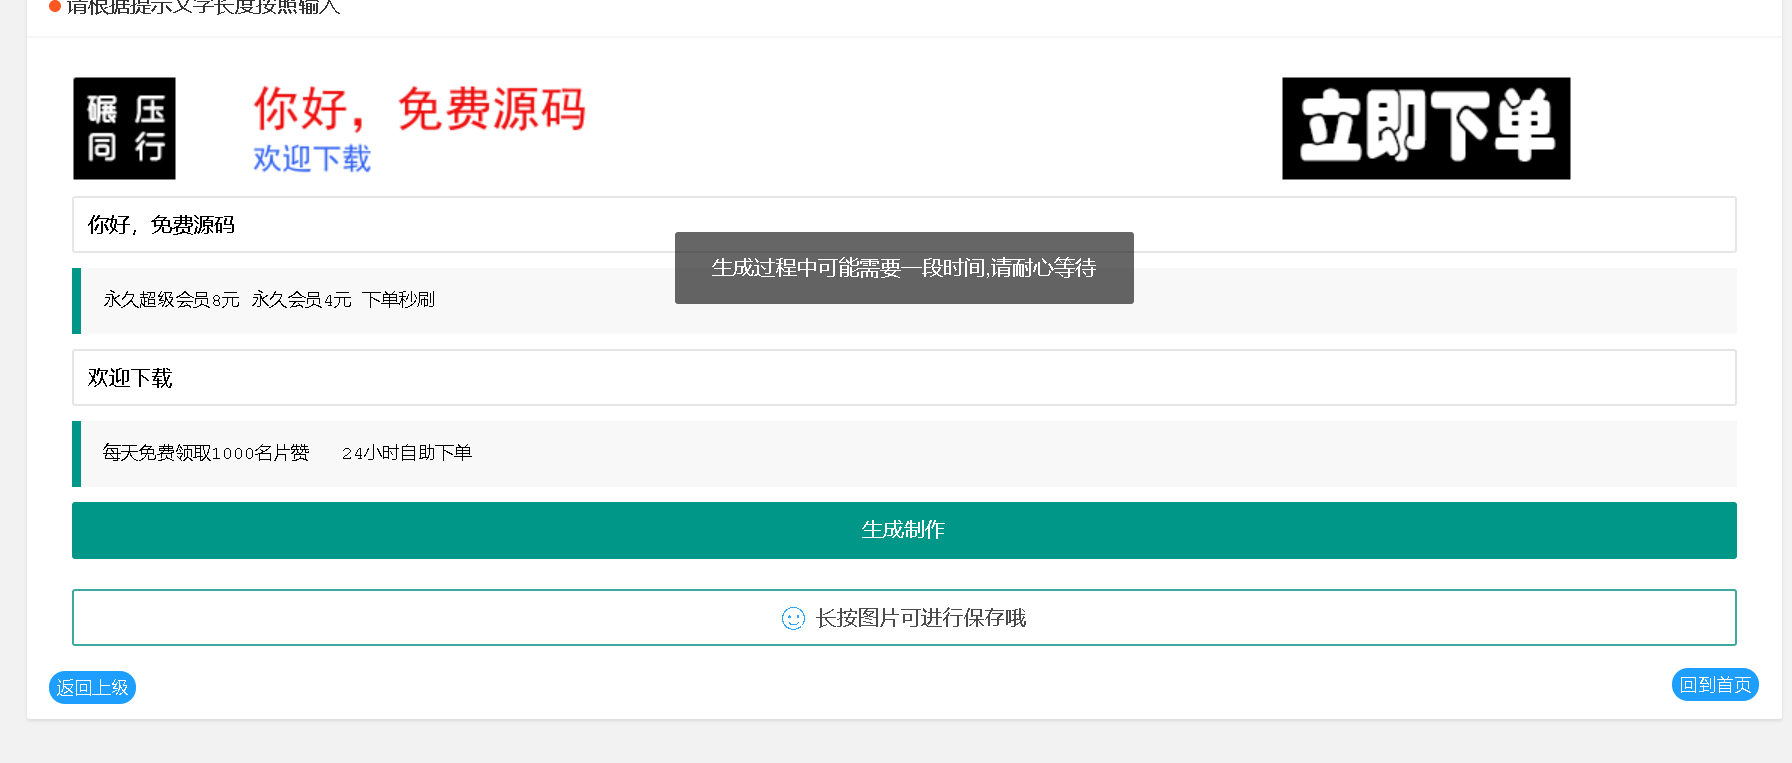 请根据提示文字长度按照输入
碾 压
同 行
你好，免费源码
欢迎下载
立即下单
你好，免费源码
生成过程中可能需要一段时间,请耐心等待
永久超级会员8元 永久会员4元 下单秒刷
欢迎下载
每天免费领取1000名片赞 24小时自助下单
生成制作
长按图片可进行保存哦
返回上级
回到首页